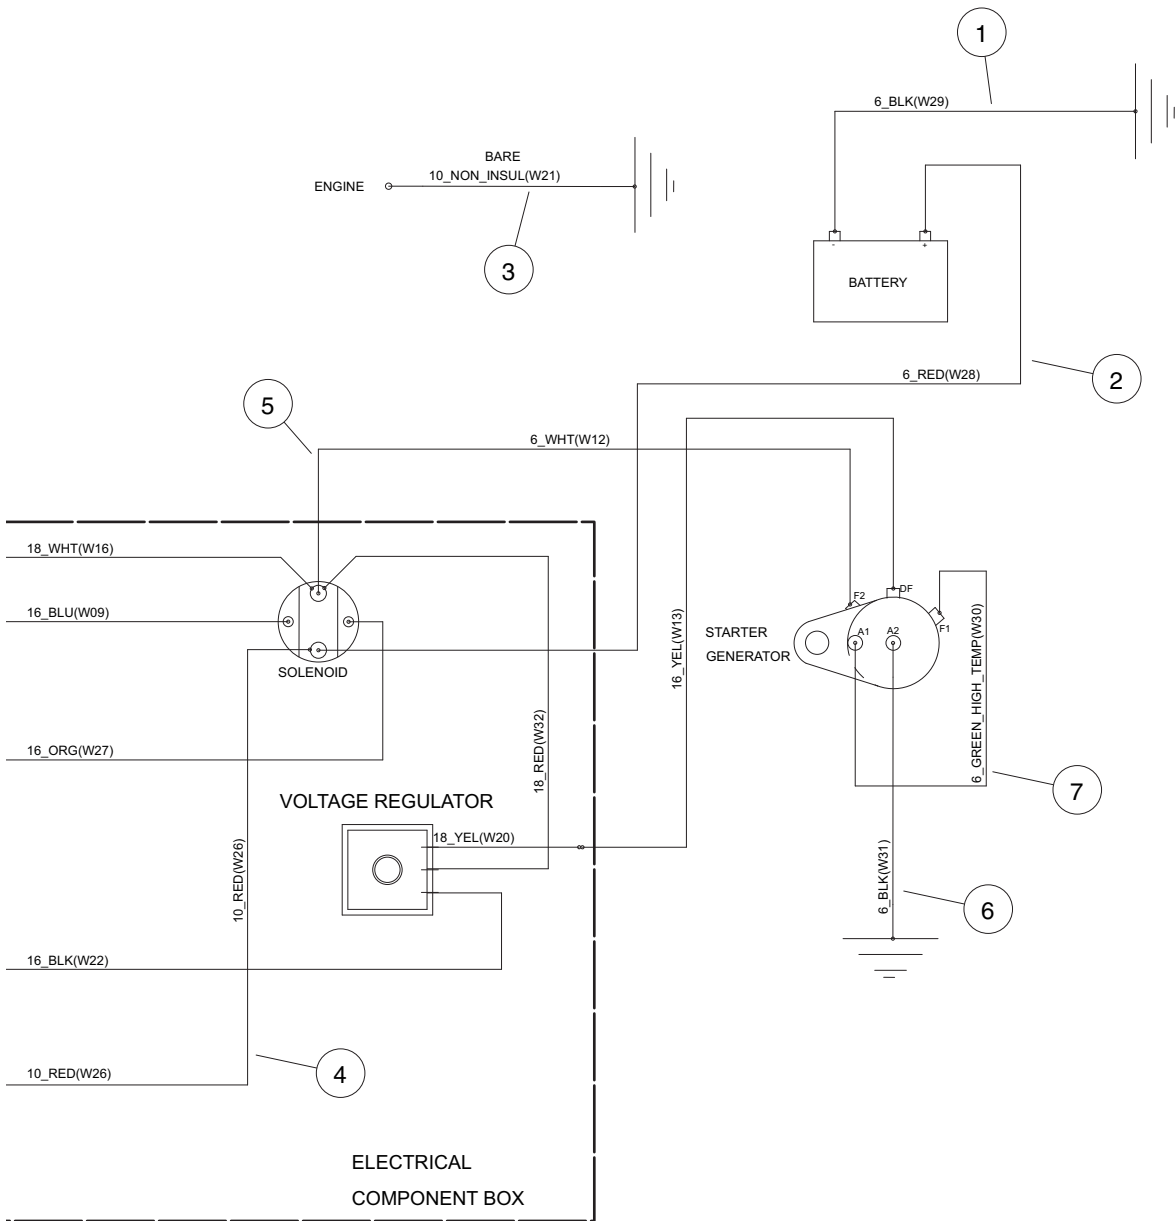 1
6_BLK(W29)
BARE
10_NON_INSUL(W21)
ENGINE
3
-
+
BATTERY
6_RED(W28)
2
5
6_WHT(W12)
18_WHT(W16)
16_BLU(W09)
SOLENOID
16_ORG(W27)
18_RED(W32)
16_YEL(W13)
F2
DF
F1
A1
A2
STARTER
GENERATOR
6_GREEN_HIGH_TEMP(W30)
7
VOLTAGE REGULATOR
18_YEL(W20)
10_RED(W26)
6_BLK(W31)
6
16_BLK(W22)
10_RED(W26)
4
ELECTRICAL
COMPONENT BOX